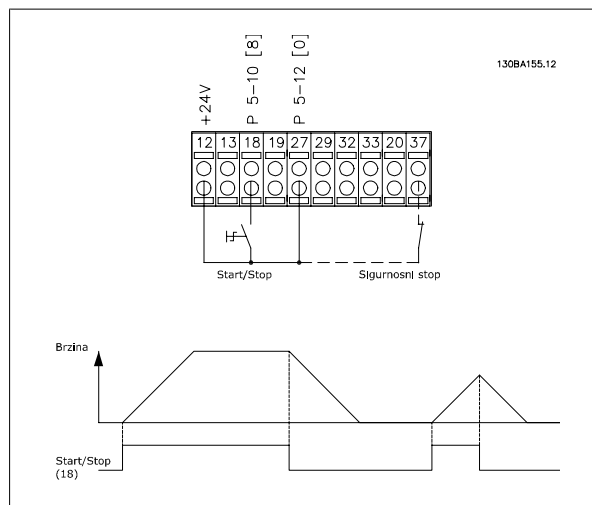 130BA155.12
+24V
P 5-10 [8]
P 5-12 [0]
12 13 18 19 27 29 32 33 20 37
Start/Stop
Sigurnosni stop
Brzina
Start/Stop
(18)